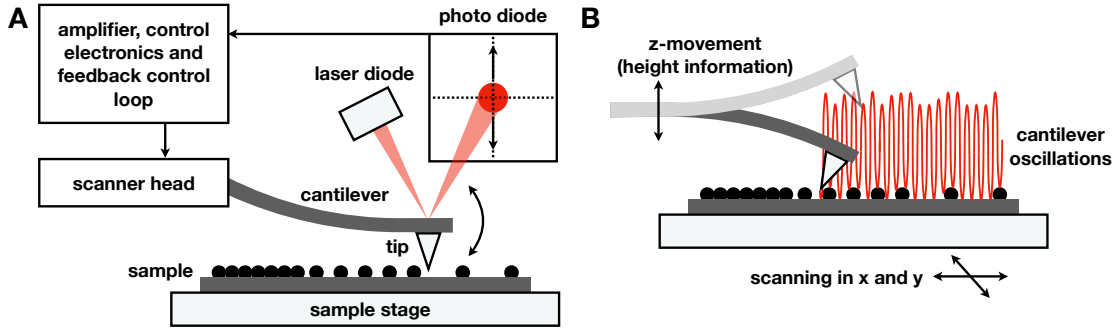 A
amplifier, control
electronics and
feedback control
loop
scanner head
laser diode
photo diode
cantilever
tip
sample
sample stage
B
z-movement
(height information)
cantilever
oscillations
scanning in x and y